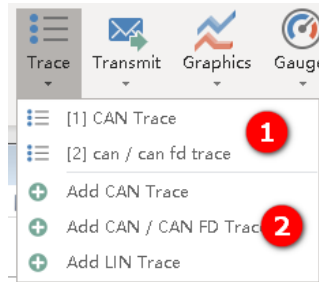 Trace Transmit Graphics Gauge
[1] CAN Trace
1
[2] can / can fd trace
Add CAN Trace
Add CAN / CAN FD Trac
2
Add LIN Trace